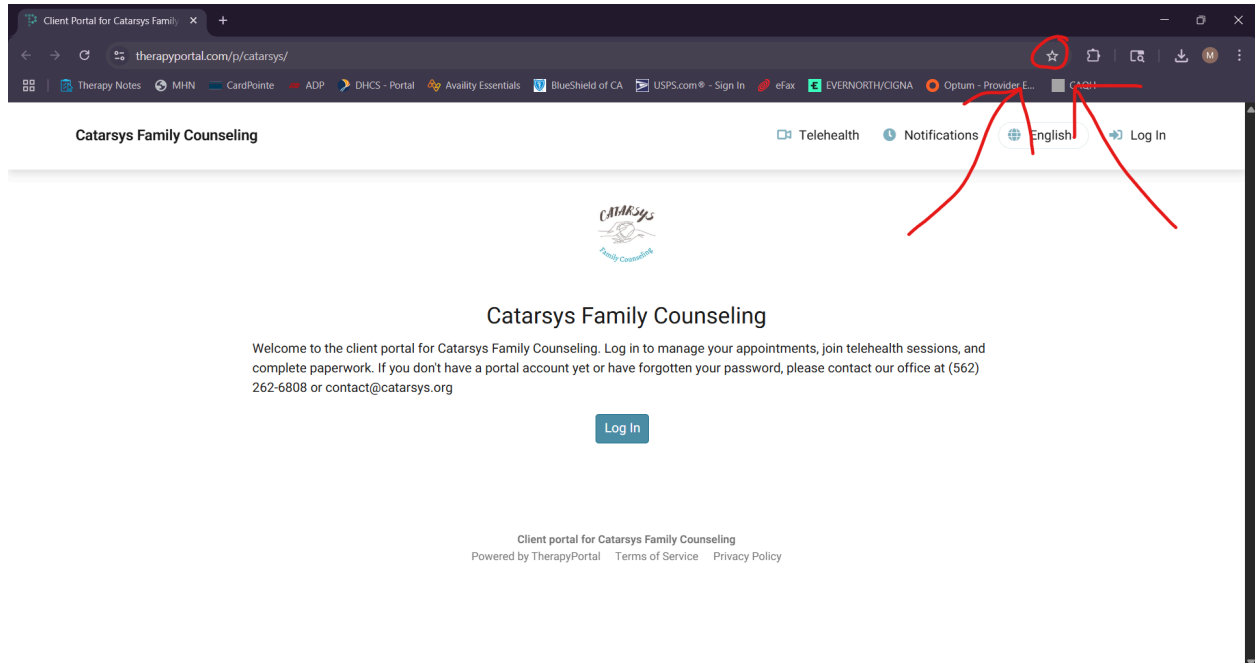 Client Portal for Catarsys Family
therapyportal.com/p/catarsys/
M
Therapy Notes MHN CardPointe ADP DHCS - Portal Availity Essentials BlueShield of CA USPS.com® - Sign In eFax EVERNORTH/CIGNA Optum - Provider E... CAQH
Catarsys Family Counseling Telehealth Notifications English Log In
CATARSYS
Family Counseling
Catarsys Family Counseling
Welcome to the client portal for Catarsys Family Counseling. Log in to manage your appointments, join telehealth sessions, and
complete paperwork. If you don't have a portal account yet or have forgotten your password, please contact our office at (562)
262-6808 or contact@catarsys.org
Log In
Client portal for Catarsys Family Counseling
Powered by TherapyPortal Terms of Service Privacy Policy